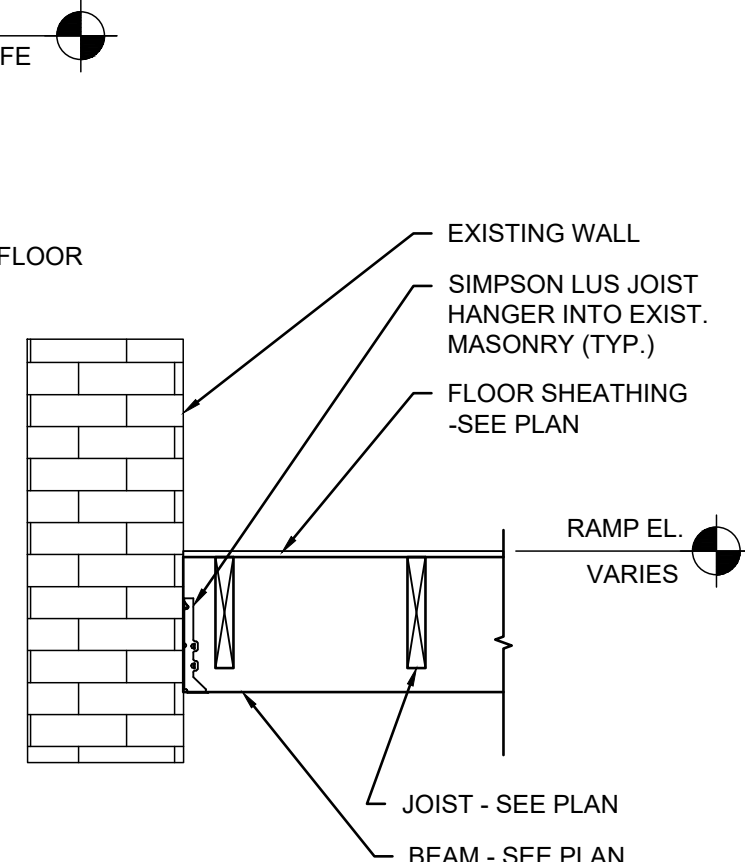 FE
FLOOR
EXISTING WALL
SIMPSON LUS JOIST
HANGER INTO EXIST.
MASONRY (TYP.)
FLOOR SHEATHING
-SEE PLAN
RAMP EL.
VARIES
JOIST - SEE PLAN
BEAM - SEE PLAN